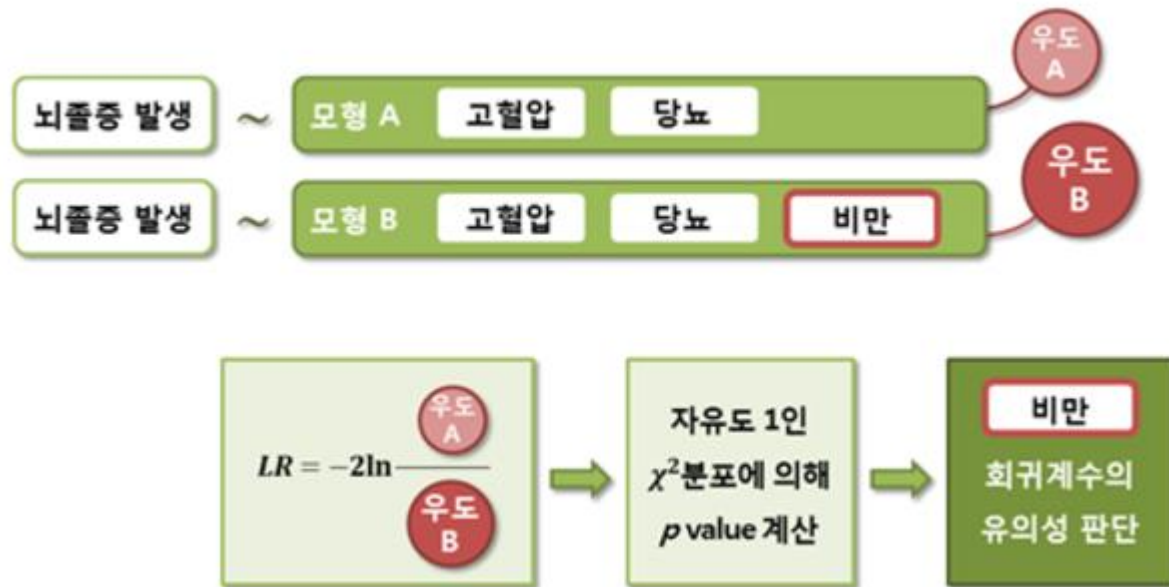 우도
A
뇌졸증 발생 ~ 모형 A 고혈압 당뇨
우도
B
뇌졸증 발생 ~ 모형 B 고혈압 당뇨 비만
LR = −2ln 우도 A / 우도 B
자유도 1인
χ²분포에 의해
p value 계산
비만
회귀계수의
유의성 판단